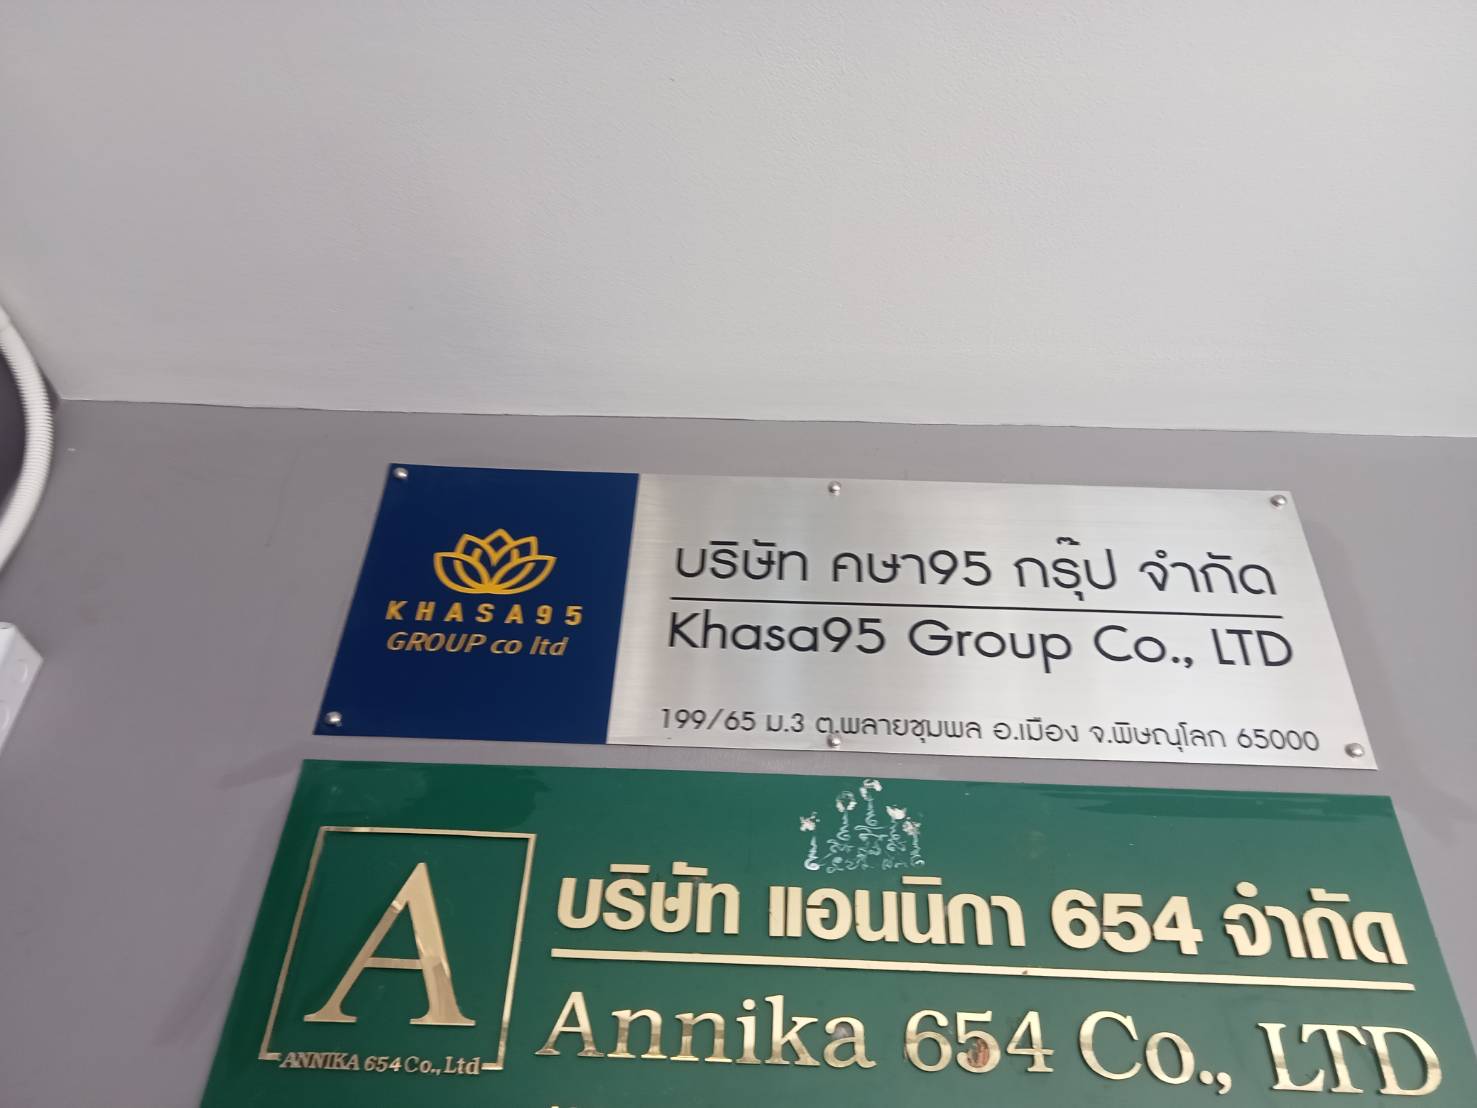 KHASA95
GROUP co ltd
บริษัท คษา95 กรุ๊ป จำกัด
Khasa95 Group Co., LTD
199/65 ม.3 ต.พลายชุมพล อ.เมือง จ.พิษณุโลก 65000
A
ANNIKA 654 Co., Ltd
บริษัท แอนนิกา 654 จำกัด
Annika 654 Co., LTD